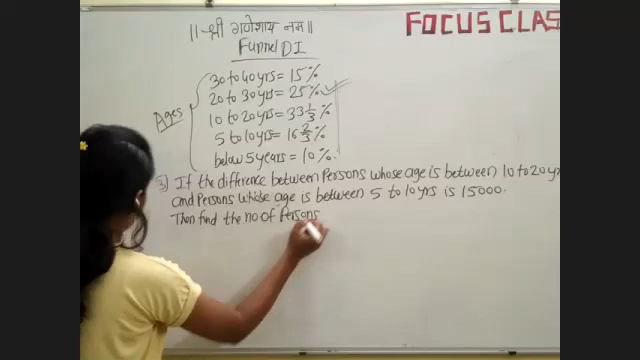 ॥श्री गणेशाय नमः॥
FOCUS CLAS
Funnel DI
Ages
30 to 40 yrs = 15%
20 to 30 yrs = 25%
10 to 20 yrs = 33 1/3 %
5 to 10 yrs = 16 2/3 %
below 5 years = 10%
3) If the difference between Persons whose age is between 10 to 20 yr
and Persons whose age is between 5 to 10 yrs is 15000.
Then find the no of Persons